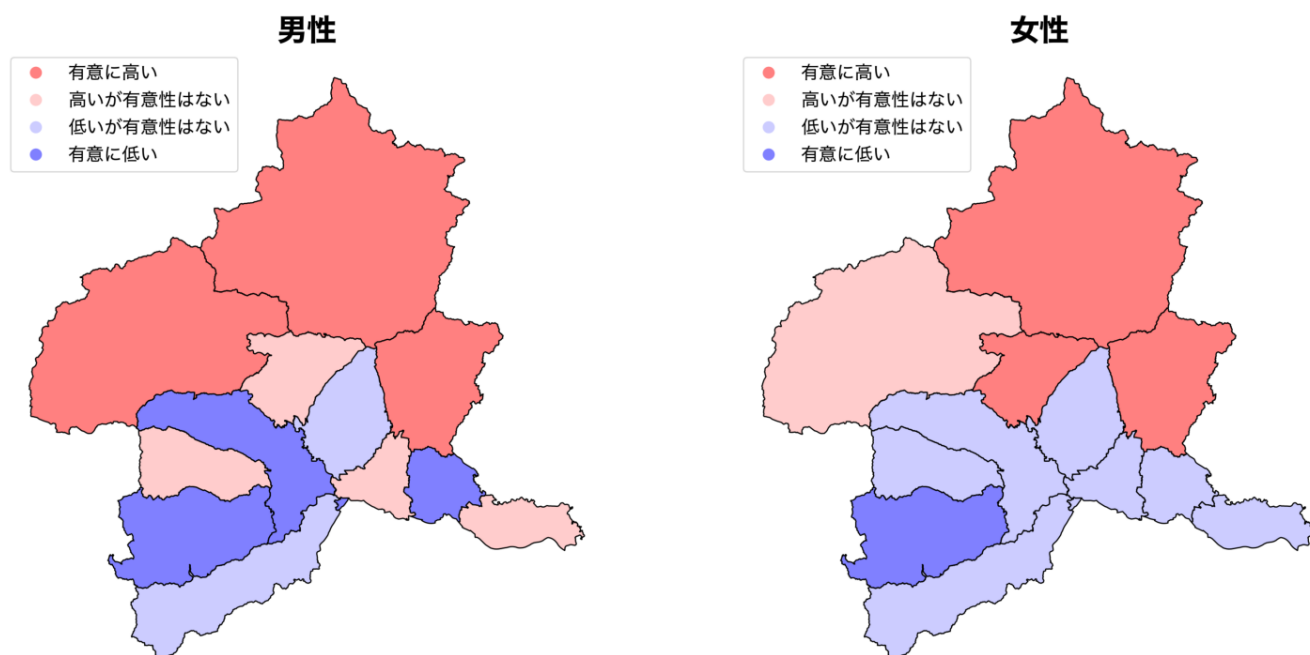 男性
有意に高い
高いが有意性はない
低いが有意性はない
有意に低い
女性
有意に高い
高いが有意性はない
低いが有意性はない
有意に低い